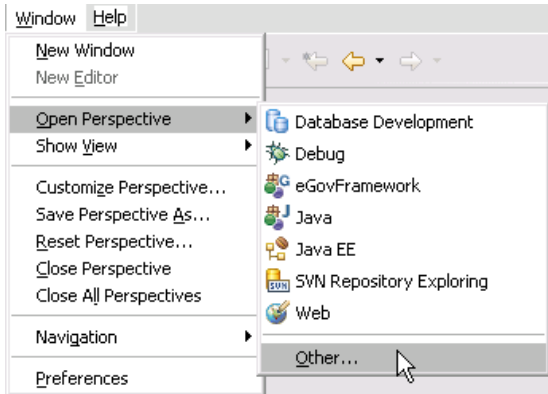 Window Help
New Window
New Editor
Open Perspective
Show View
Customize Perspective...
Save Perspective As...
Reset Perspective...
Close Perspective
Close All Perspectives
Navigation
Preferences
Database Development
Debug
eGovFramework
Java
Java EE
SVN Repository Exploring
Web
Other...